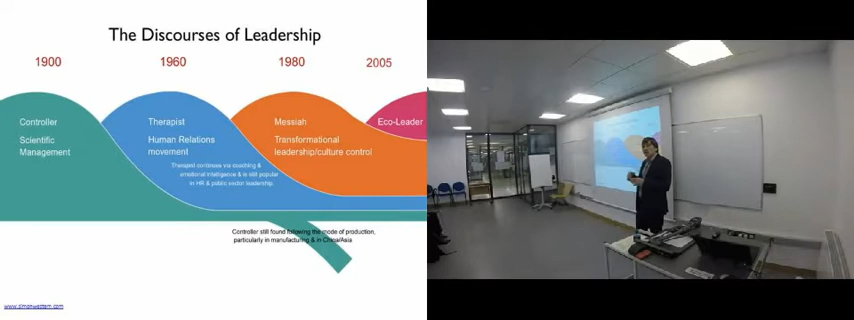 The Discourses of Leadership
1900
1960
1980
2005
Controller
Scientific
Management
Therapist
Human Relations
movement
Therapist continues via coaching &
emotional intelligence & is still popular
in HR & public sector leadership.
Messiah
Transformational
leadership/culture control
Eco-Leader
Controller still found following the mode of production,
particularly in manufacturing & in China/Asia
www.simonwestern.com